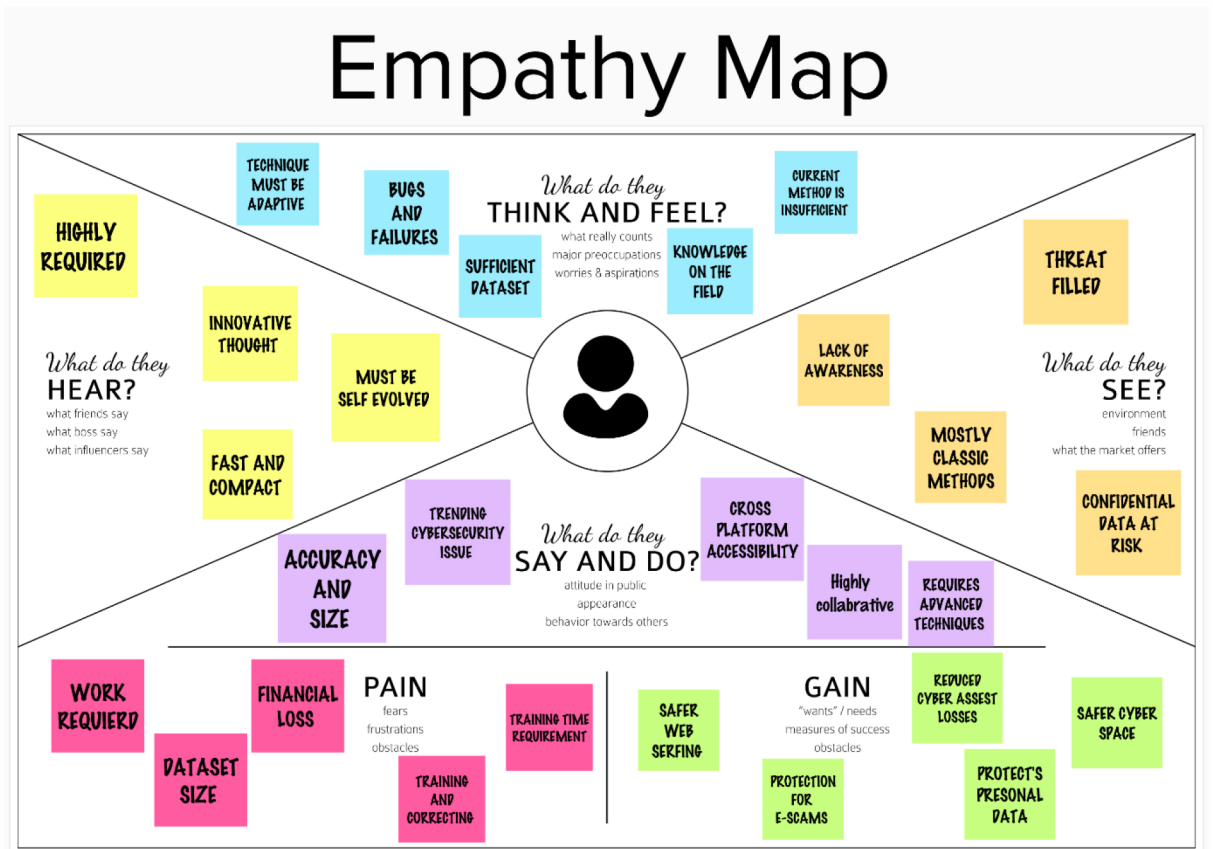 Empathy Map
TECHNIQUE
MUST BE
ADAPTIVE
BUGS
AND
FAILURES
SUFFICIENT
DATASET
What do they
THINK AND FEEL?
what really counts
major preoccupations
worries & aspirations
KNOWLEDGE
ON THE
FIELD
CURRENT
METHOD IS
INSUFFICIENT
HIGHLY
REQUIRED
INNOVATIVE
THOUGHT
MUST BE
SELF EVOLVED
What do they
HEAR?
what friends say
what boss say
what influencers say
FAST AND
COMPACT
THREAT
FILLED
LACK OF
AWARENESS
What do they
SEE?
environment
friends
what the market offers
MOSTLY
CLASSIC
METHODS
CONFIDENTIAL
DATA AT
RISK
ACCURACY
AND
SIZE
TRENDING
CYBERSECURITY
ISSUE
What do they
SAY AND DO?
attitude in public
appearance
behavior towards others
CROSS
PLATFORM
ACCESSIBILITY
Highly
collabrative
REQUIRES
ADVANCED
TECHNIQUES
WORK
REQUIERD
DATASET
SIZE
FINANCIAL
LOSS
PAIN
fears
frustrations
obstacles
TRAINING
AND
CORRECTING
TRAINING TIME
REQUIREMENT
SAFER
WEB
SERFING
GAIN
"wants" / needs
measures of success
obstacles
PROTECTION
FOR
E-SCAMS
REDUCED
CYBER ASSEST
LOSSES
PROTECT'S
PRESONAL
DATA
SAFER CYBER
SPACE